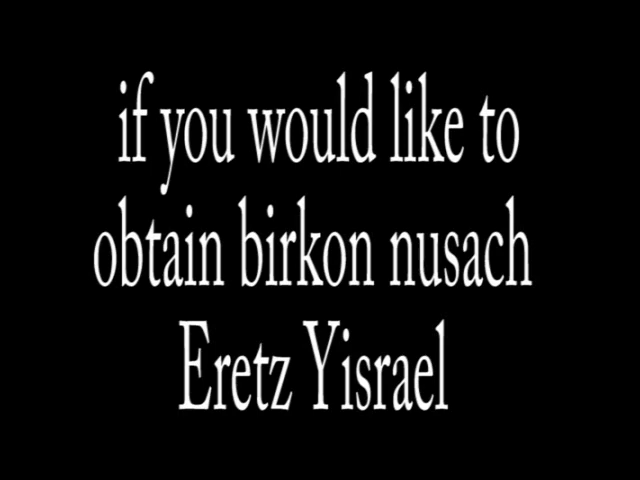 if you would like to
obtain birkon nusach
Eretz Yisrael